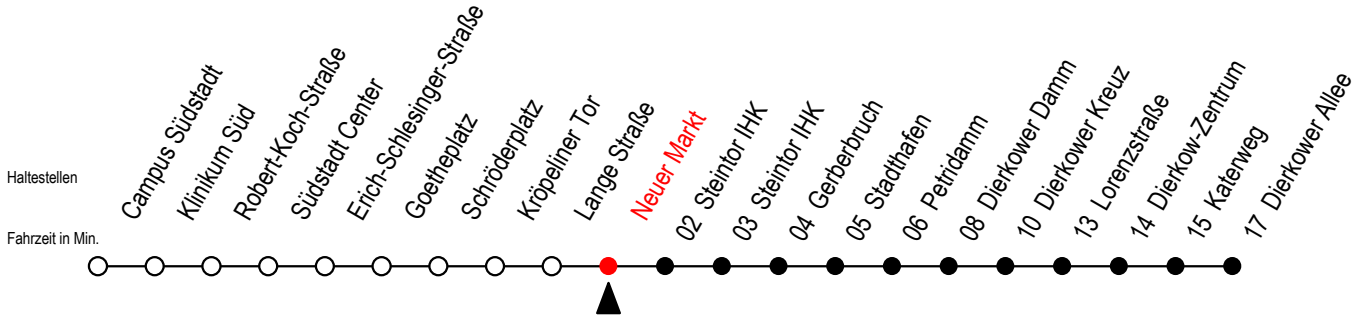 Haltestellen
Fahrzeit in Min.
Campus Südstadt
Klinikum Süd
Robert-Koch-Straße
Südstadt Center
Erich-Schlesinger-Straße
Goetheplatz
Schröderplatz
Kröpeliner Tor
Lange Straße
Neuer Markt
02 Steintor IHK
03 Steintor IHK
04 Gerberbruch
05 Stadthafen
06 Petridamm
08 Dierkower Damm
10 Dierkower Kreuz
13 Lorenzstraße
14 Dierkow-Zentrum
15 Katenweg
17 Dierkower Allee